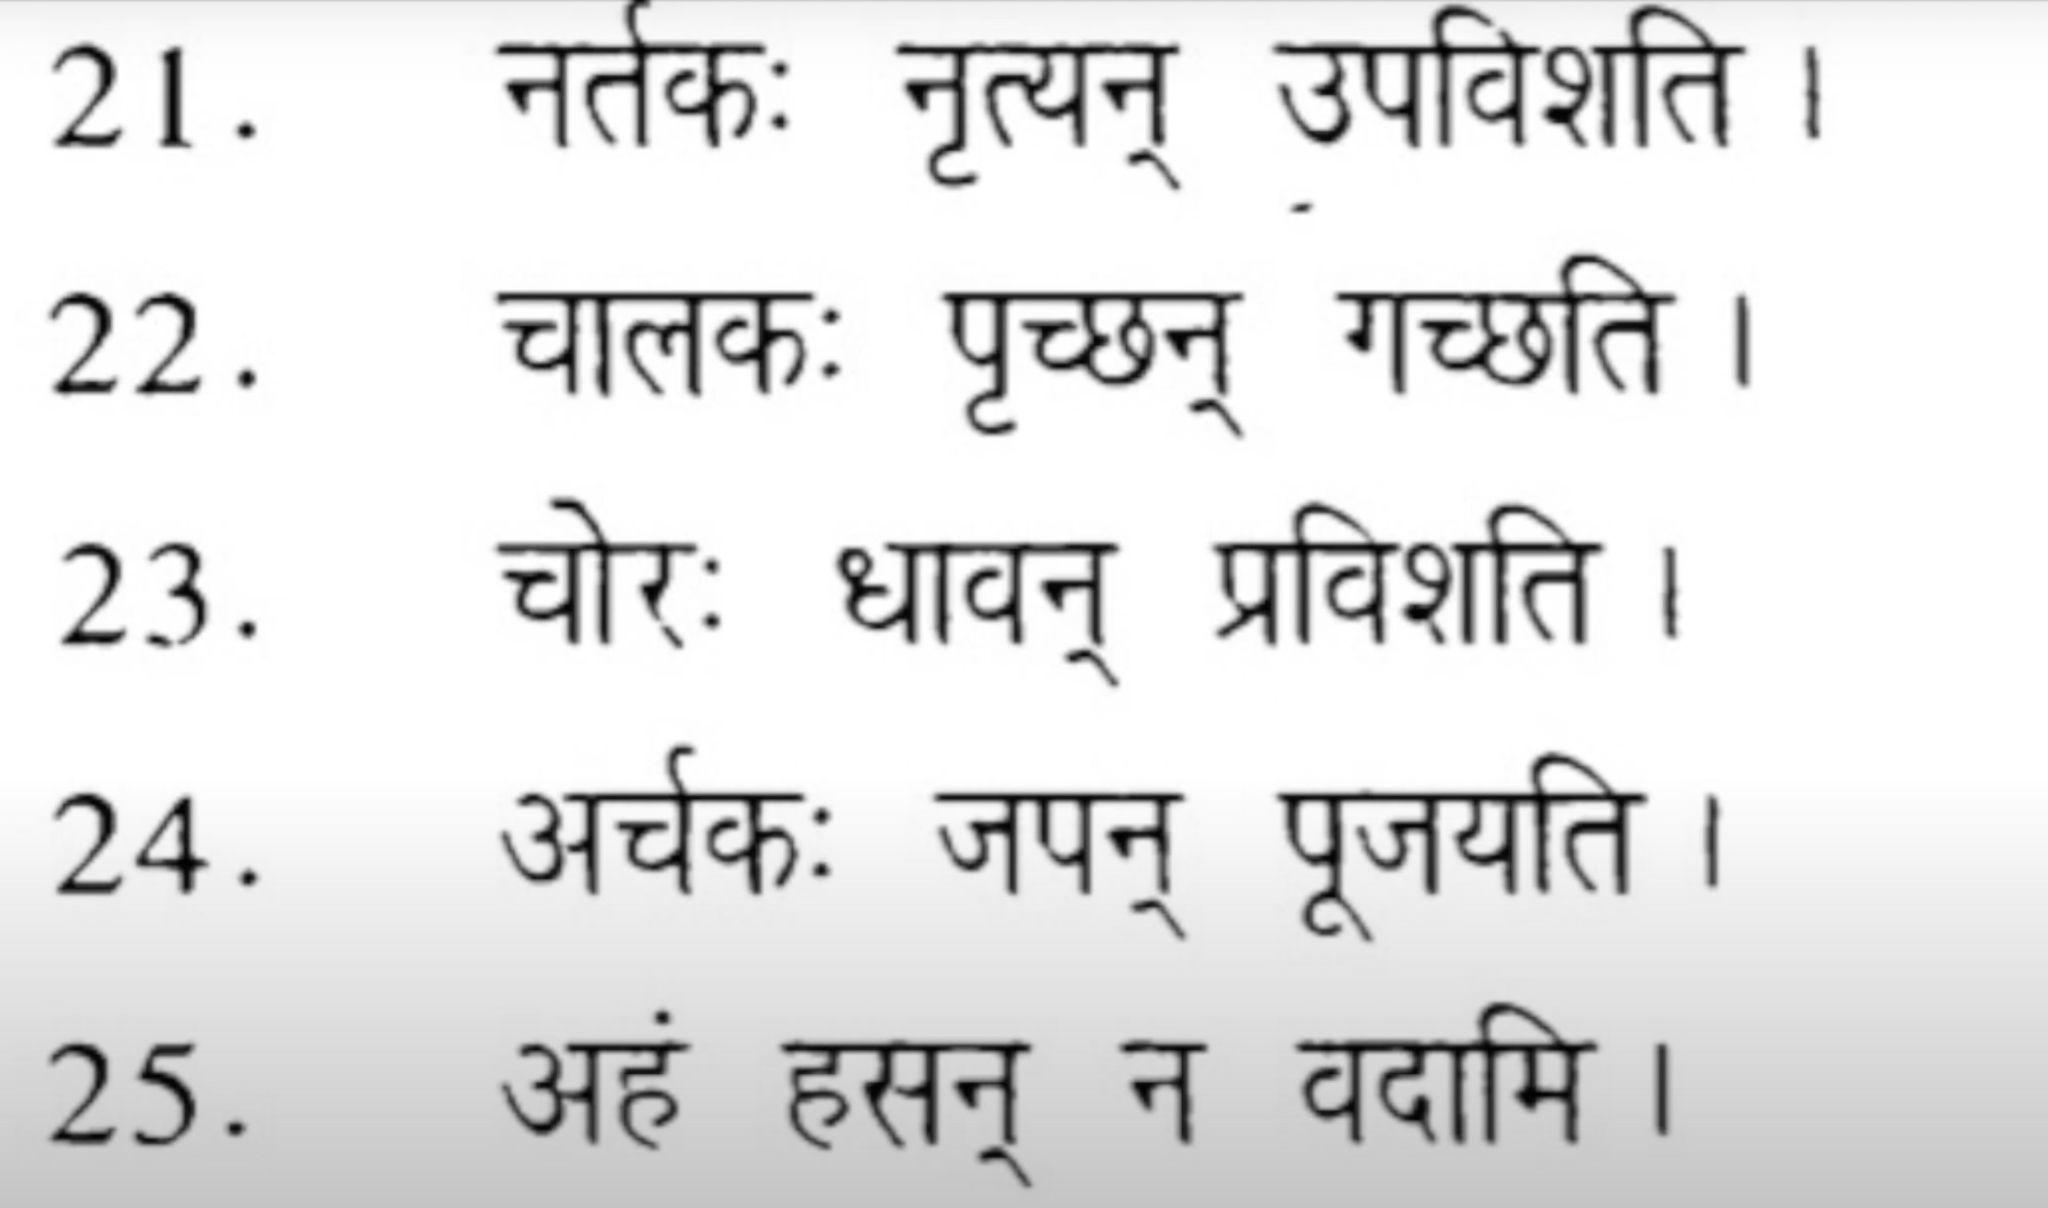 21. नर्तकः नृत्यन् उपविशति ।
22. चालकः पृच्छन् गच्छति ।
23. चोरः धावन् प्रविशति ।
24. अर्चकः जपन् पूजयति ।
25. अहं हसन् न वदामि ।